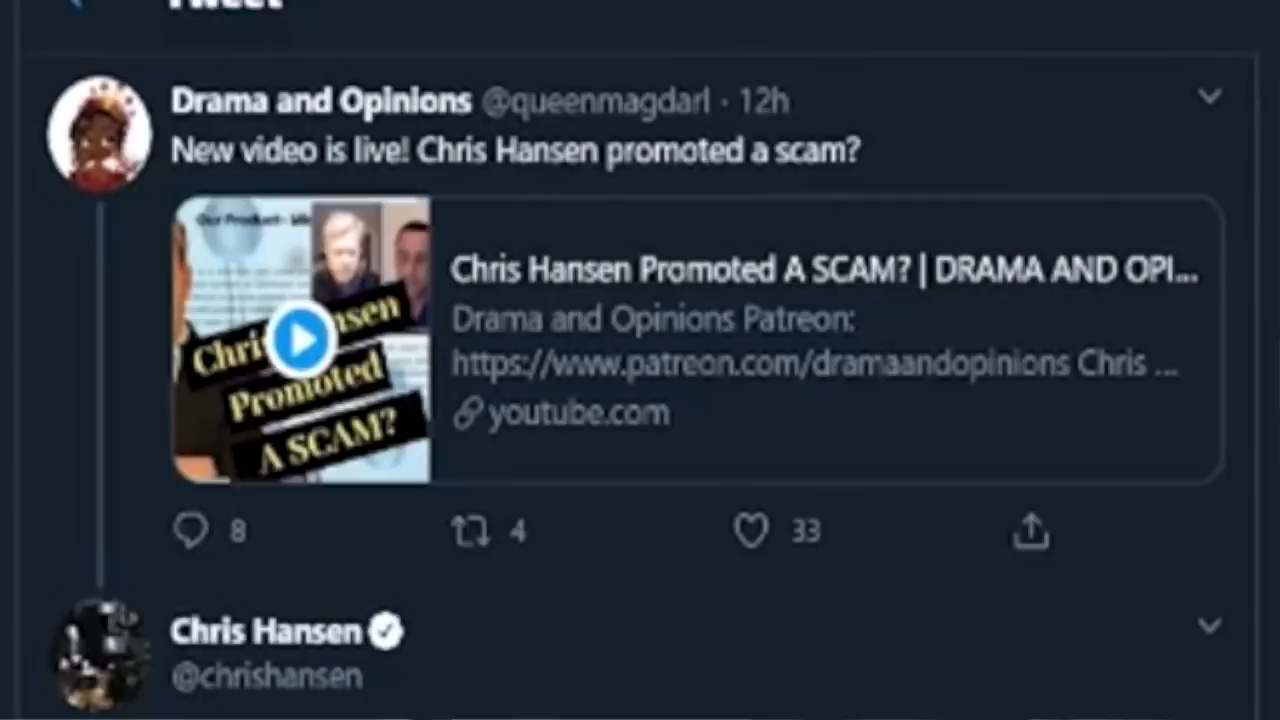 Tweet
Drama and Opinions @queenmagdarl · 12h
New video is live! Chris Hansen promoted a scam?
Our Product-
Chris Hansen Promoted A SCAM? | DRAMA AND OPI...
Drama and Opinions Patreon:
https://www.patreon.com/dramaandopinions Chris ...
youtube.com
Promoted
A SCAM?
8 4 33
Chris Hansen
@chrishansen